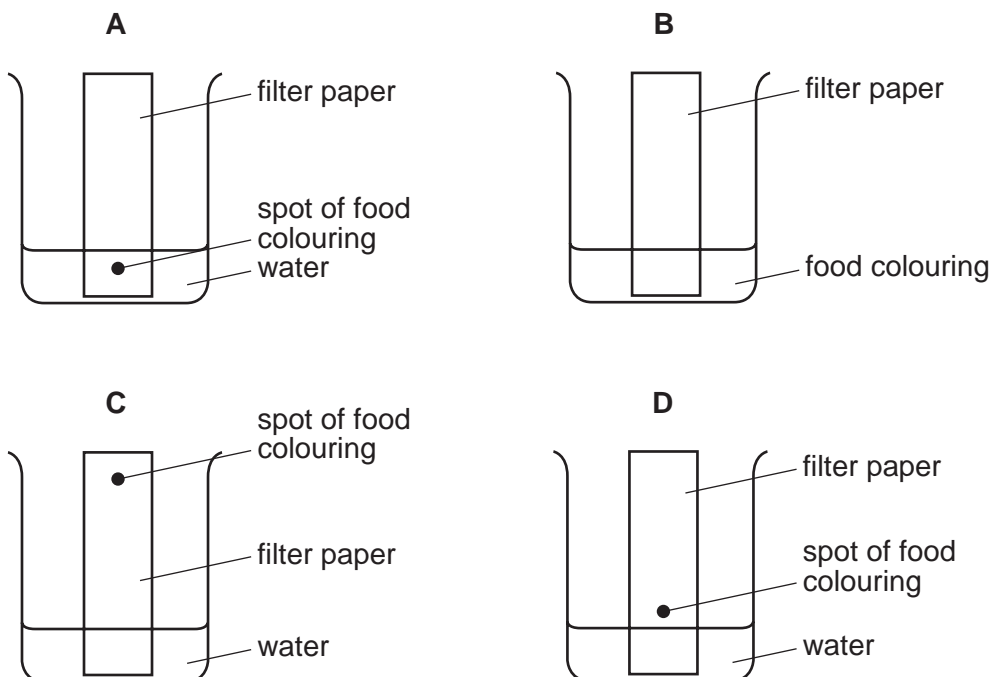 A
filter paper
spot of food
colouring
water
B
filter paper
food colouring
C
spot of food
colouring
filter paper
water
D
filter paper
spot of food
colouring
water